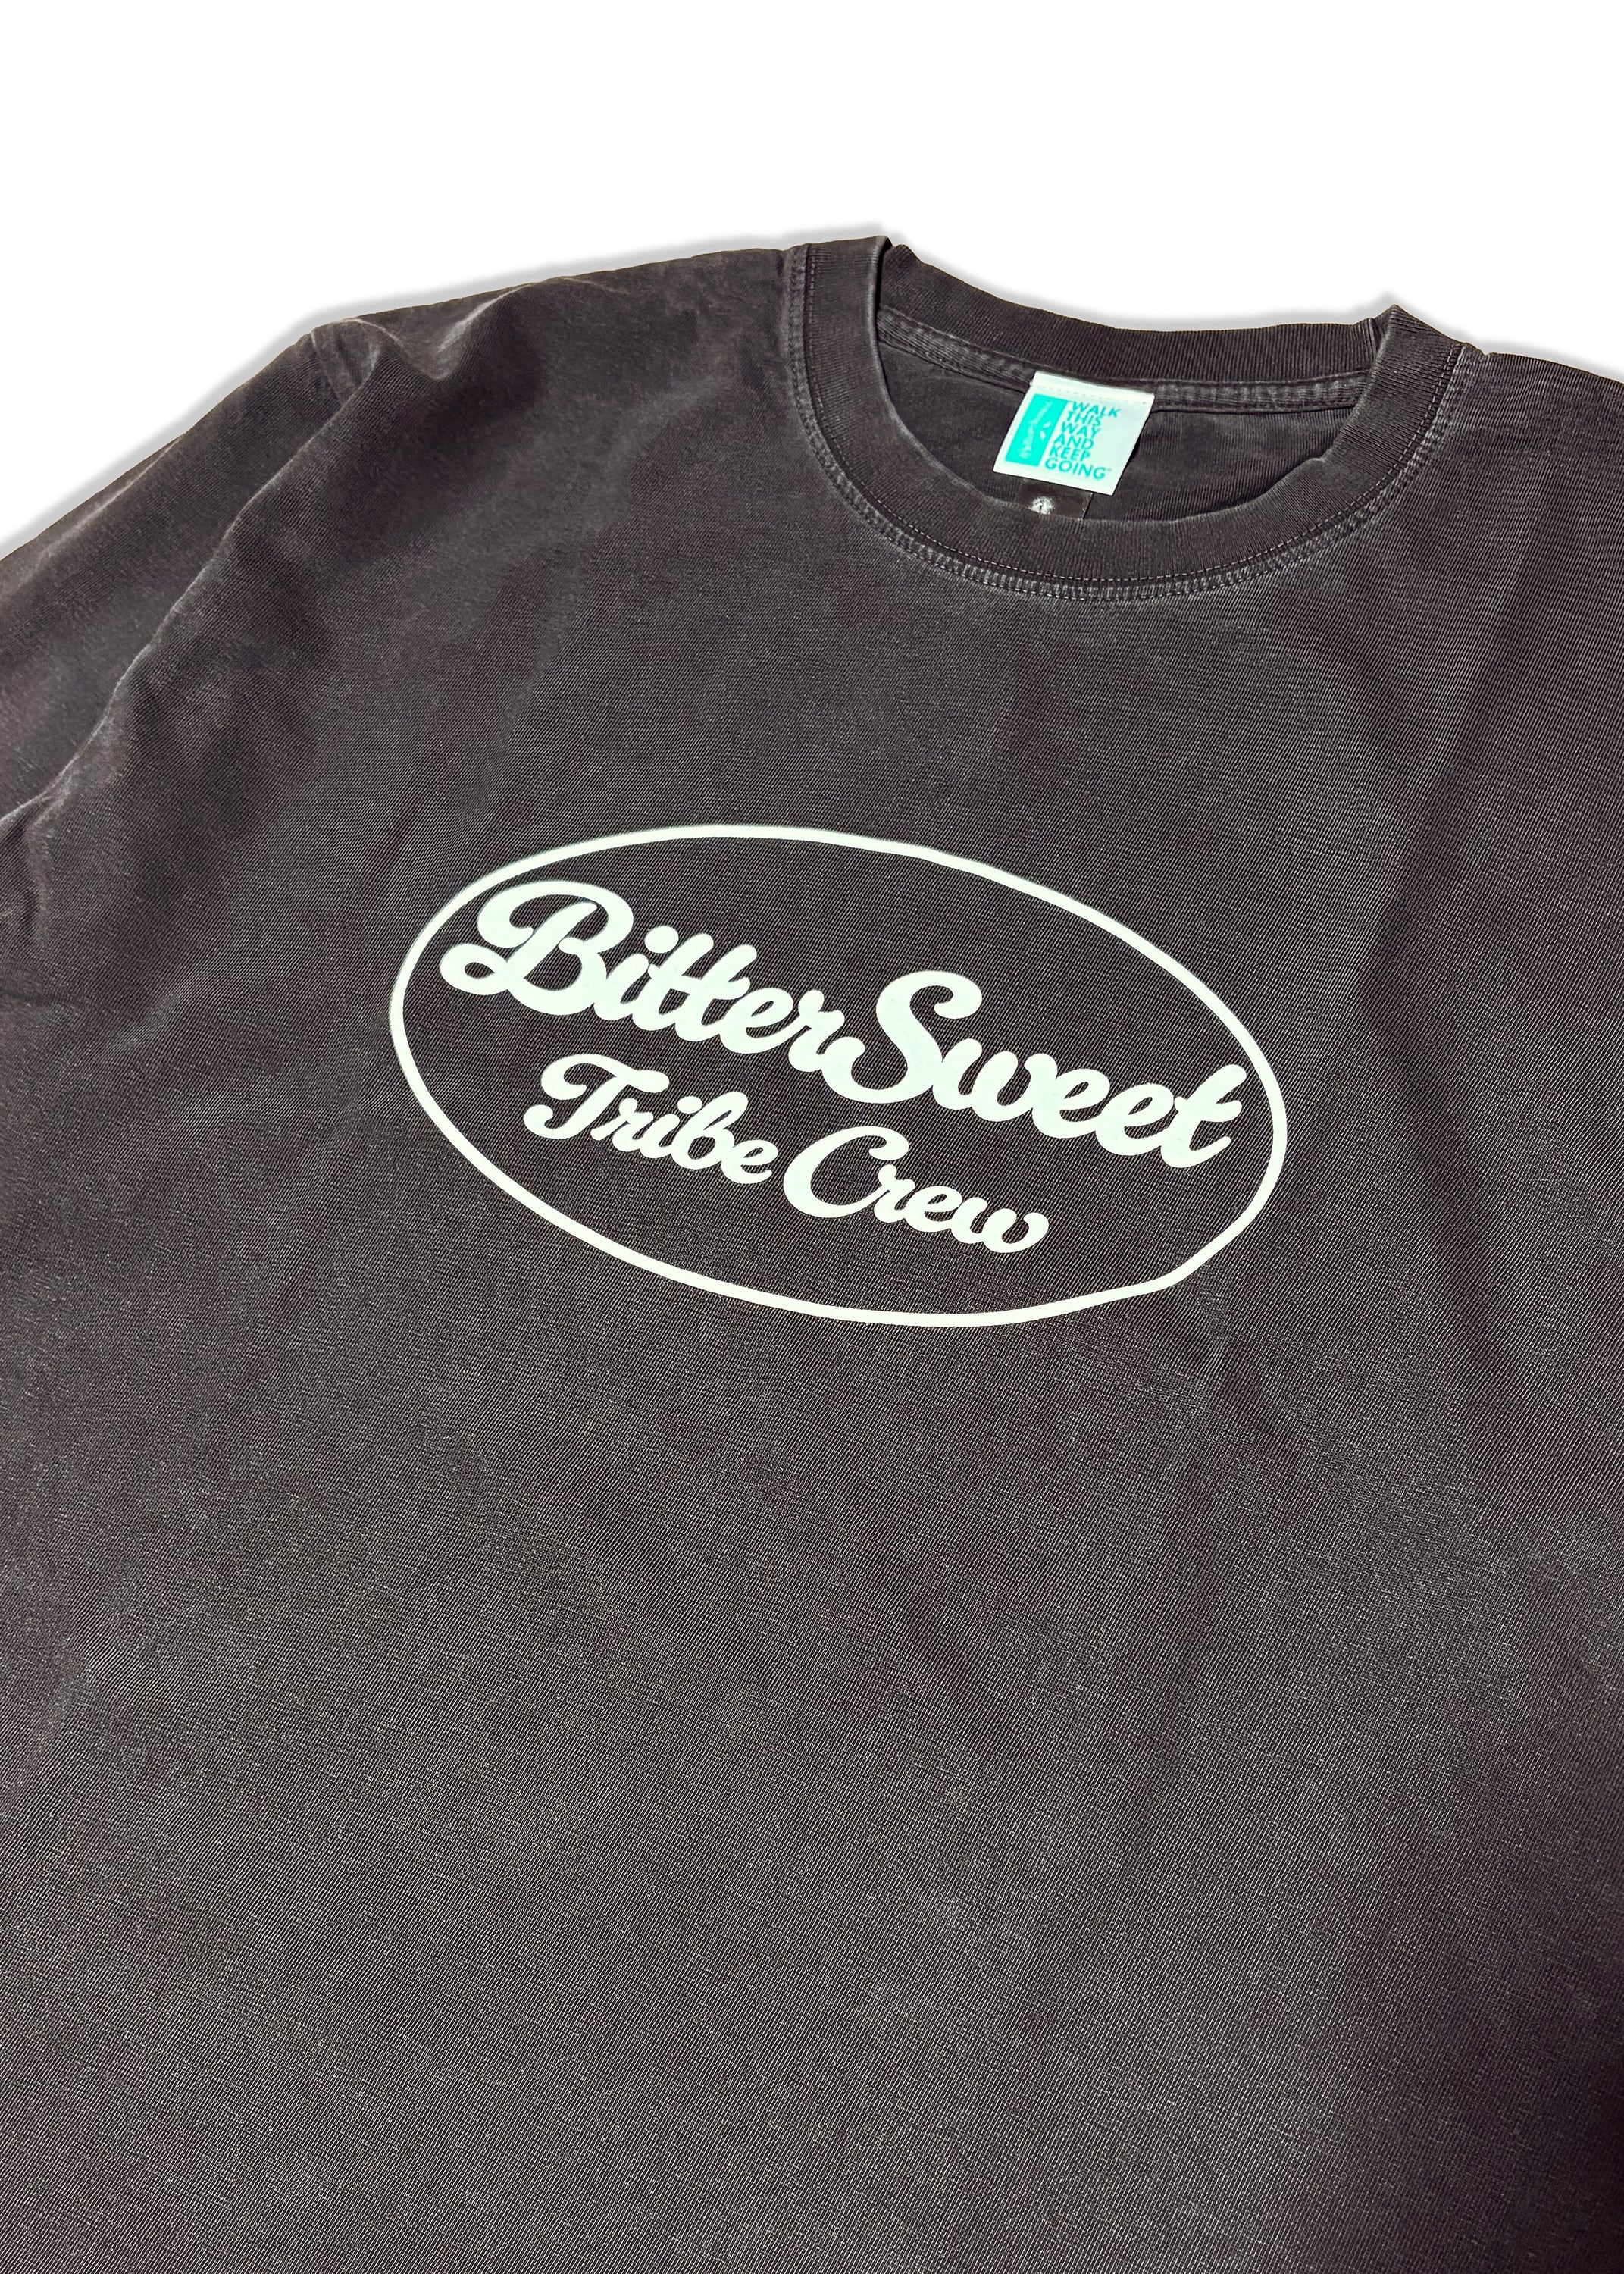 WALK
THIS
WAY
AND
KEEP
GOING®
BitterSweet
Tribe Crew